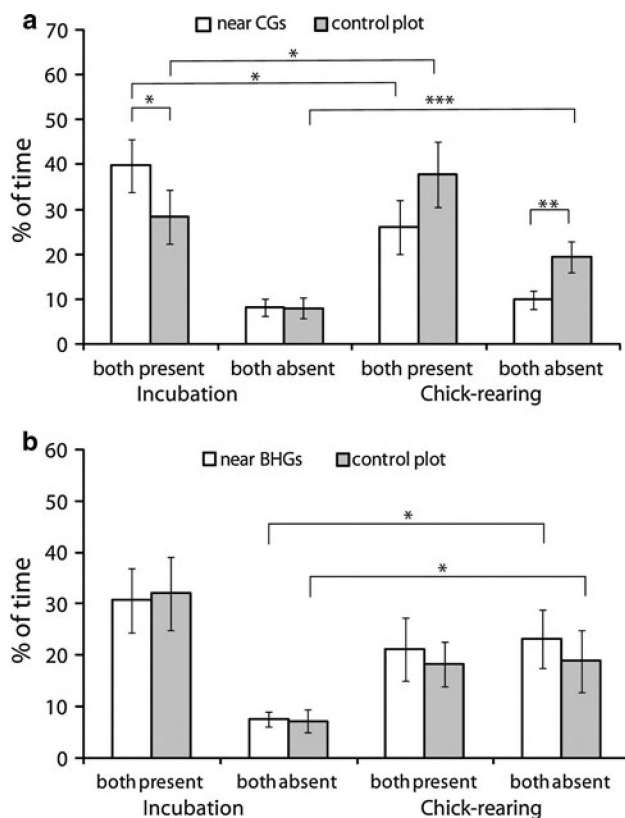 a
near CGs control plot
70
60
50
40
30
20
10
0
% of time
*
*
*
***
**
both present both absent both present both absent
Incubation Chick-rearing
b
near BHGs control plot
60
50
40
30
20
10
0
% of time
*
*
both present both absent both present both absent
Incubation Chick-rearing